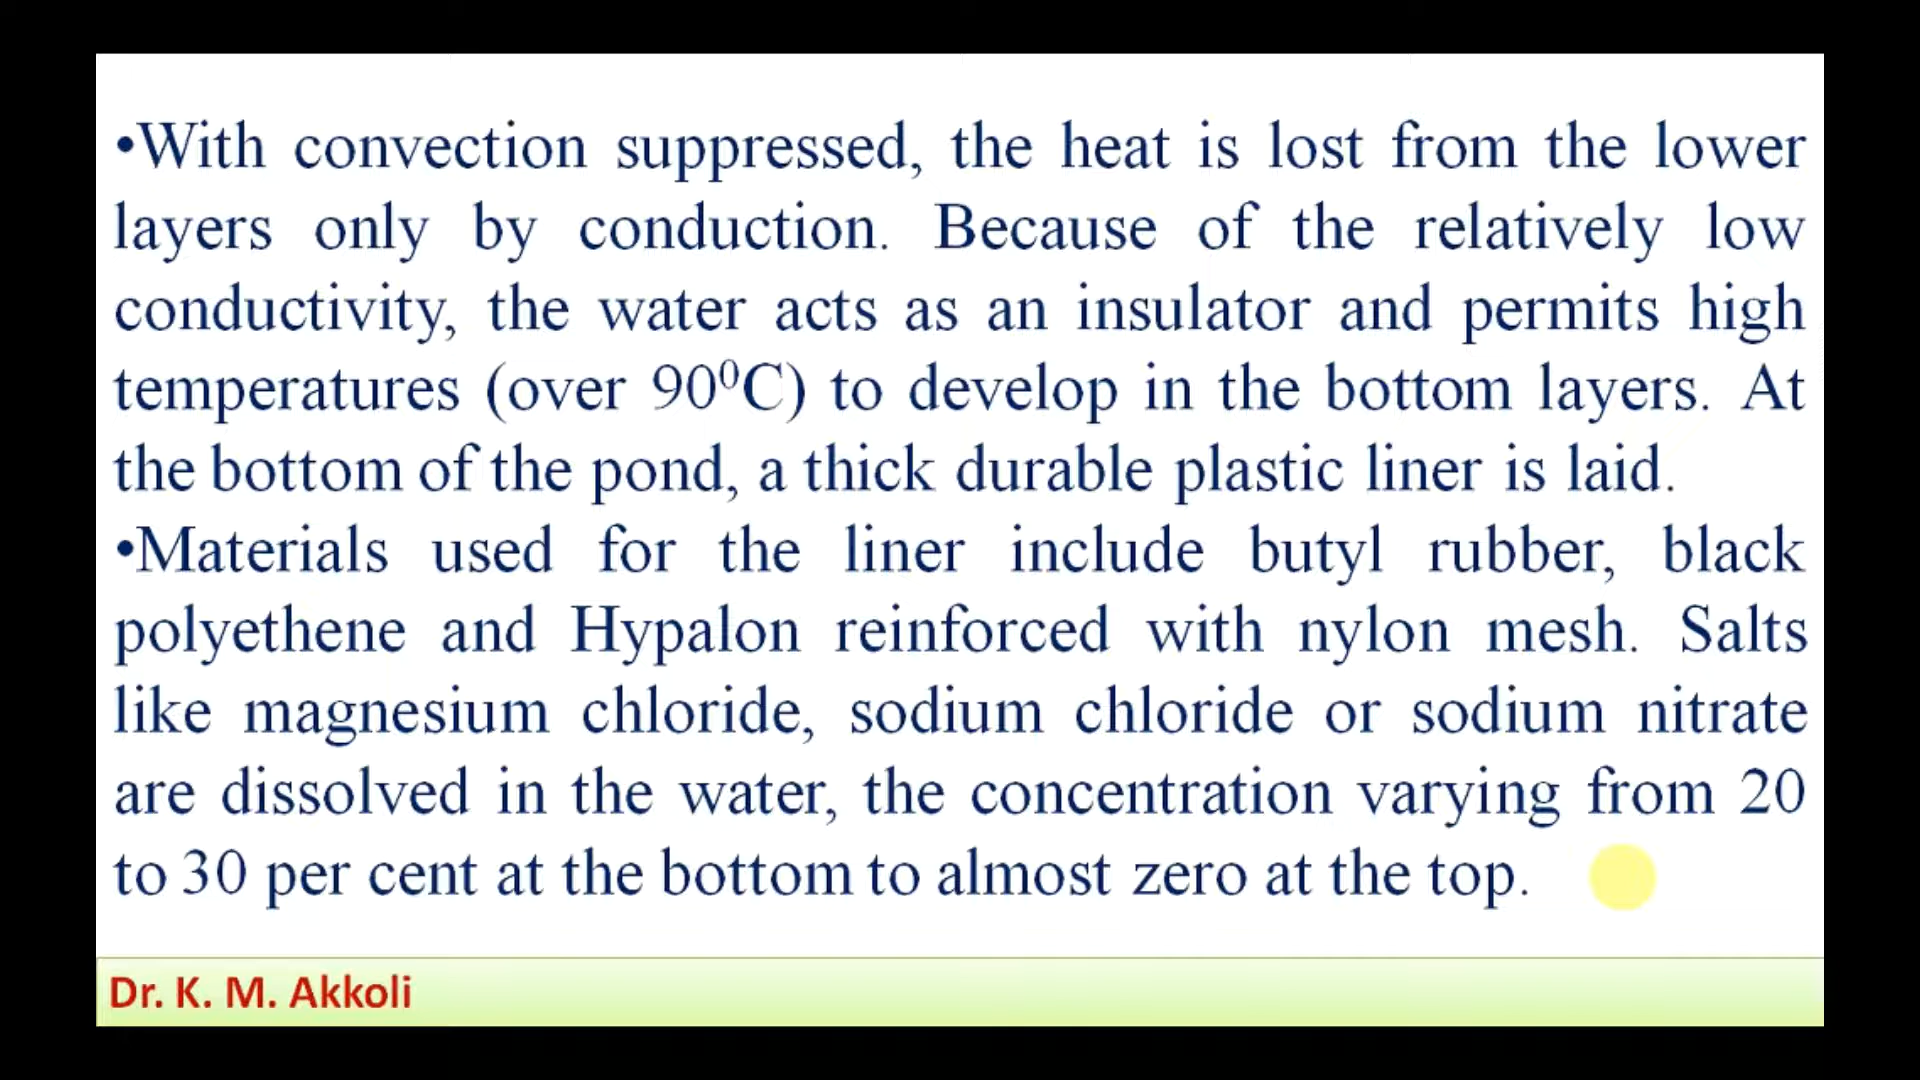 •With convection suppressed, the heat is lost from the lower
layers only by conduction. Because of the relatively low
conductivity, the water acts as an insulator and permits high
temperatures (over 90⁰C) to develop in the bottom layers. At
the bottom of the pond, a thick durable plastic liner is laid.
•Materials used for the liner include butyl rubber, black
polyethene and Hypalon reinforced with nylon mesh. Salts
like magnesium chloride, sodium chloride or sodium nitrate
are dissolved in the water, the concentration varying from 20
to 30 per cent at the bottom to almost zero at the top.
Dr. K. M. Akkoli